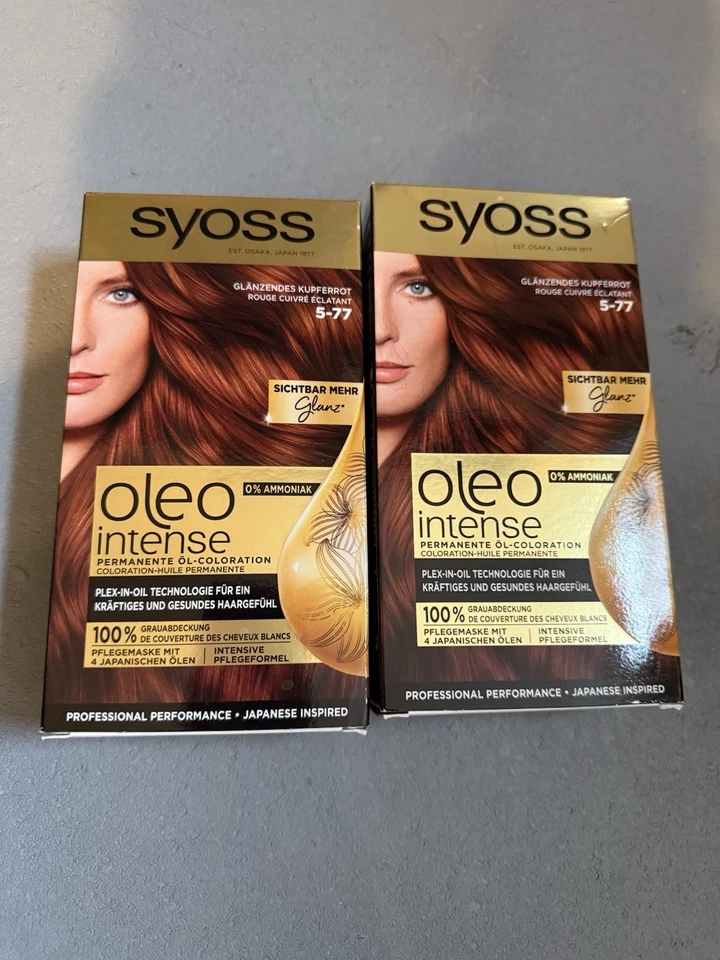 syoss
EST. OSAKA, JAPAN 1977
GLÄNZENDES KUPFERROT
ROUGE CUIVRÉ ÉCLATANT
5-77
SICHTBAR MEHR
Glanz*
0% AMMONIAK
oleo
intense
PERMANENTE ÖL-COLORATION
COLORATION-HUILE PERMANENTE
PLEX-IN-OIL TECHNOLOGIE FÜR EIN
KRÄFTIGES UND GESUNDES HAARGEFÜHL
100% GRAUABDECKUNG
DE COUVERTURE DES CHEVEUX BLANCS
PFLEGEMASKE MIT
4 JAPANISCHEN ÖLEN
INTENSIVE
PFLEGEFORMEL
PROFESSIONAL PERFORMANCE • JAPANESE INSPIRED
syoss
EST. OSAKA, JAPAN 1977
GLÄNZENDES KUPFERROT
ROUGE CUIVRÉ ÉCLATANT
5-77
SICHTBAR MEHR
Glanz*
0% AMMONIAK
oleo
intense
PERMANENTE ÖL-COLORATION
COLORATION-HUILE PERMANENTE
PLEX-IN-OIL TECHNOLOGIE FÜR EIN
KRÄFTIGES UND GESUNDES HAARGEFÜHL
100% GRAUABDECKUNG
DE COUVERTURE DES CHEVEUX BLANCS
PFLEGEMASKE MIT
4 JAPANISCHEN ÖLEN
INTENSIVE
PFLEGEFORMEL
PROFESSIONAL PERFORMANCE • JAPANESE INSPIRED